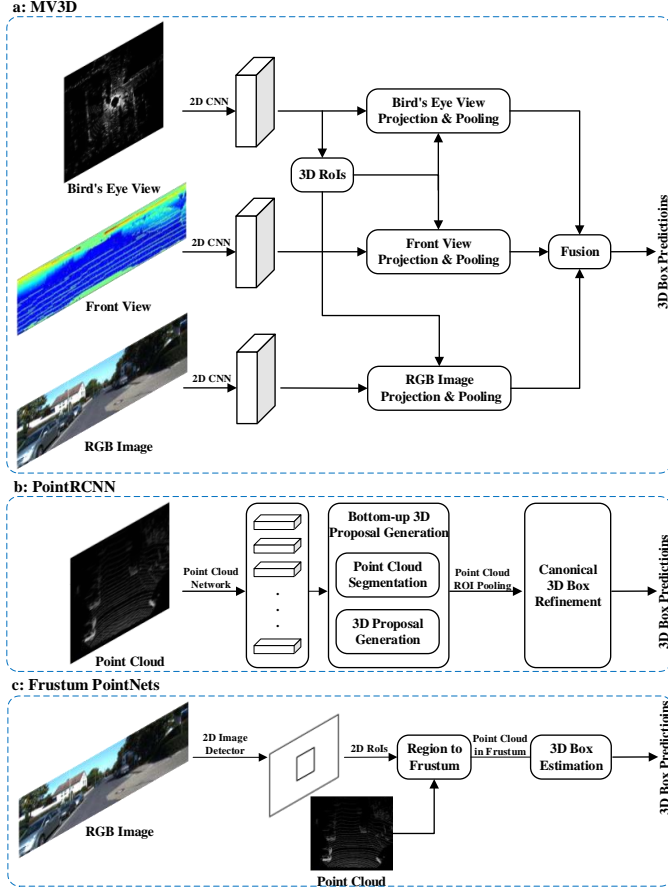 a: MV3D
2D CNN
Bird's Eye View
Projection & Pooling
Bird's Eye View
3D RoIs
2D CNN
Front View
Projection & Pooling
Fusion
3D Box Predictioins
Front View
2D CNN
RGB Image
Projection & Pooling
RGB Image
b: PointRCNN
Bottom-up 3D
Proposal Generation
Point Cloud
Network
Point Cloud
Segmentation
Point Cloud
ROI Pooling
Canonical
3D Box
Refinement
3D Box Predictioins
3D Proposal
Generation
Point Cloud
c: Frustum PointNets
2D Image
Detector
2D RoIs
Region to
Frustum
Point Cloud
in Frustum
3D Box
Estimation
3D Box Predictioins
RGB Image
Point Cloud